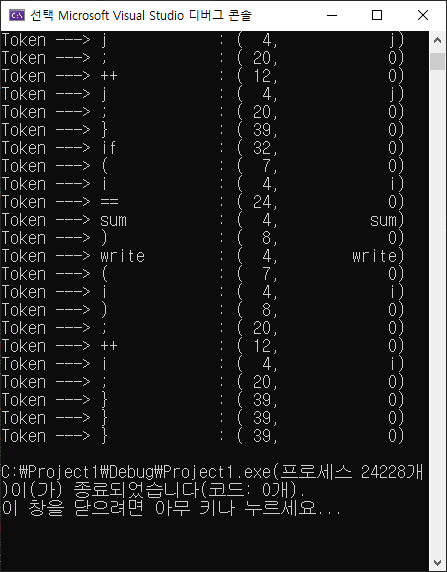 선택 Microsoft Visual Studio 디버그 콘솔
Token ---> j : ( 4, j)
Token ---> ; : ( 20, 0)
Token ---> ++ : ( 12, 0)
Token ---> j : ( 4, j)
Token ---> ; : ( 20, 0)
Token ---> } : ( 39, 0)
Token ---> if : ( 32, 0)
Token ---> ( : ( 7, 0)
Token ---> i : ( 4, i)
Token ---> == : ( 24, 0)
Token ---> sum : ( 4, sum)
Token ---> ) : ( 8, 0)
Token ---> write : ( 4, write)
Token ---> ( : ( 7, 0)
Token ---> i : ( 4, i)
Token ---> ) : ( 8, 0)
Token ---> ; : ( 20, 0)
Token ---> ++ : ( 12, 0)
Token ---> i : ( 4, i)
Token ---> ; : ( 20, 0)
Token ---> } : ( 39, 0)
Token ---> } : ( 39, 0)
Token ---> } : ( 39, 0)
C:₩Project1₩Debug₩Project1.exe(프로세스 24228개
)이(가) 종료되었습니다(코드: 0개).
이 창을 닫으려면 아무 키나 누르세요...